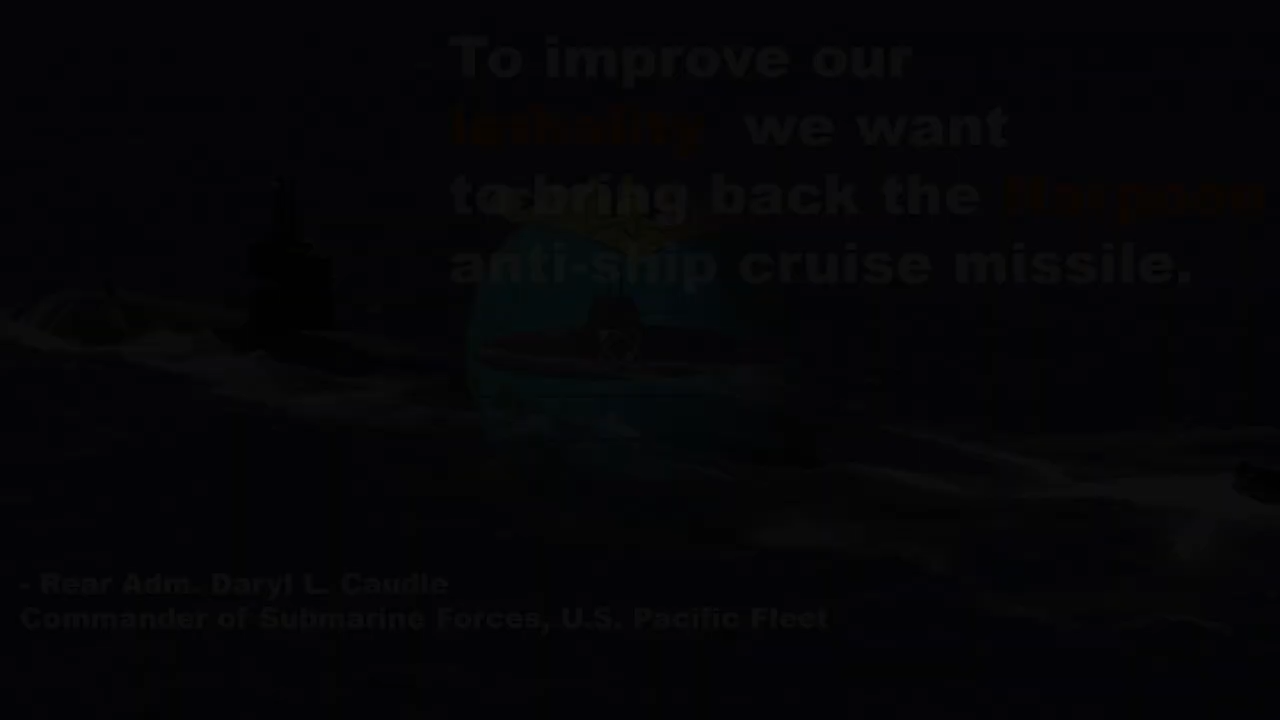 To improve our
lethality we want
to bring back the Harpoon
anti-ship cruise missile.
- Rear Adm. Daryl L. Caudle
Commander of Submarine Forces, U.S. Pacific Fleet